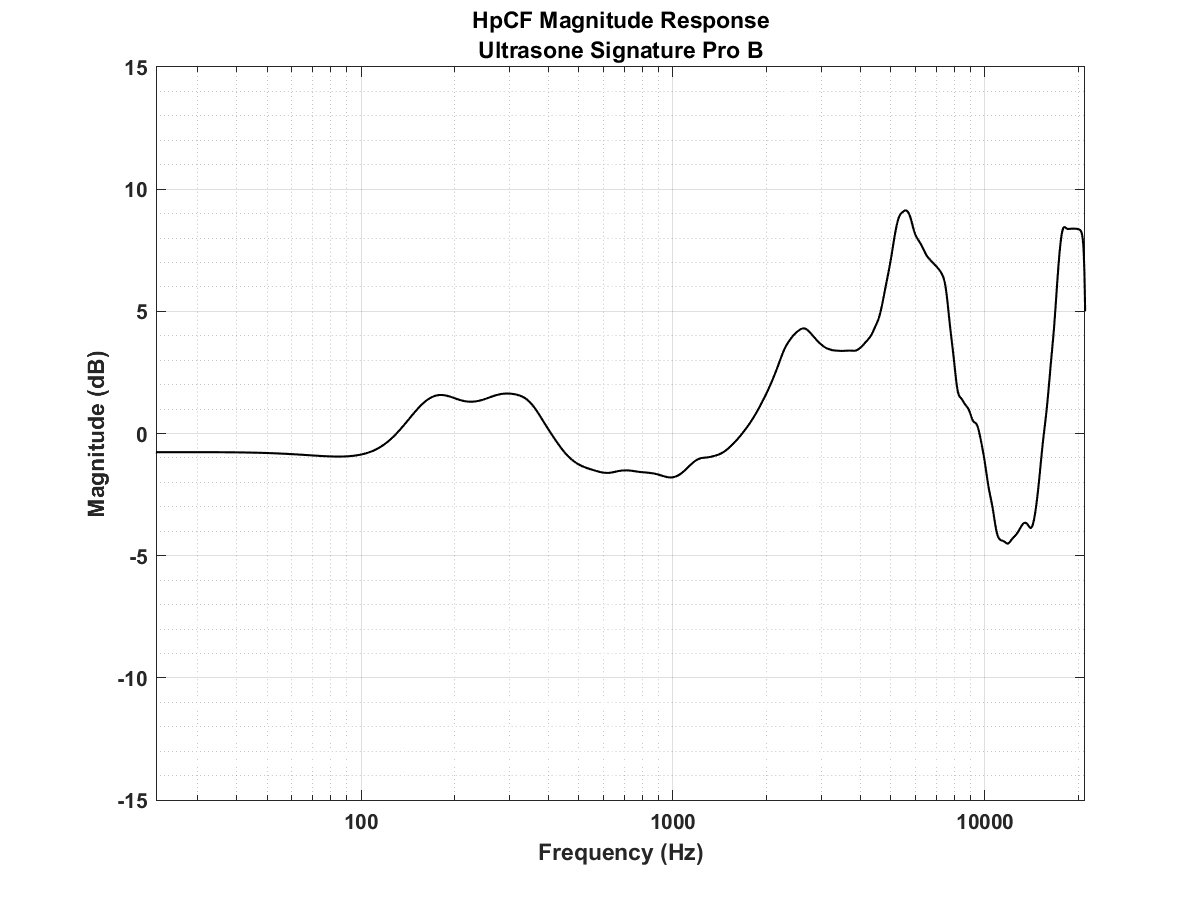 HpCF Magnitude Response
Ultrasone Signature Pro B
15
10
5
0
-5
-10
-15
Magnitude (dB)
100
1000
10000
Frequency (Hz)